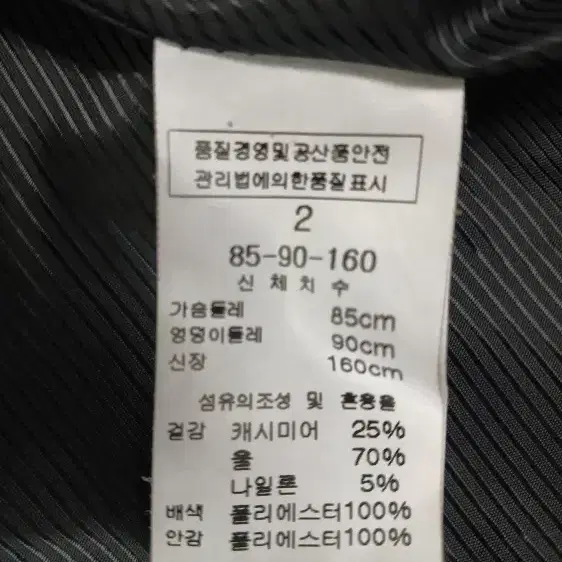 품질경영및공산품안전
관리법에의한품질표시
2
85-90-160
신체치수
가슴둘레 85cm
엉덩이둘레 90cm
신장 160cm
섬유의조성 및 혼용율
겉감 캐시미어 25%
울 70%
나일론 5%
배색 폴리에스터100%
안감 폴리에스터100%